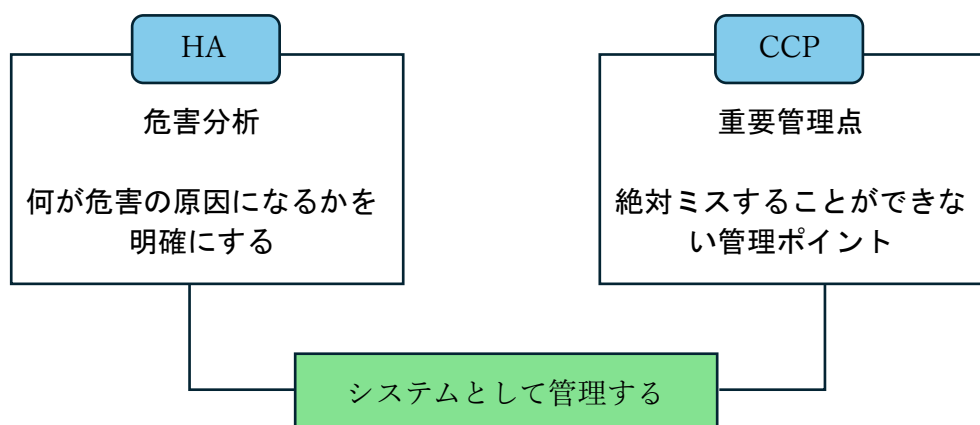 HA
危害分析
何が危害の原因になるかを
明確にする
CCP
重要管理点
絶対ミスすることができな
い管理ポイント
システムとして管理する